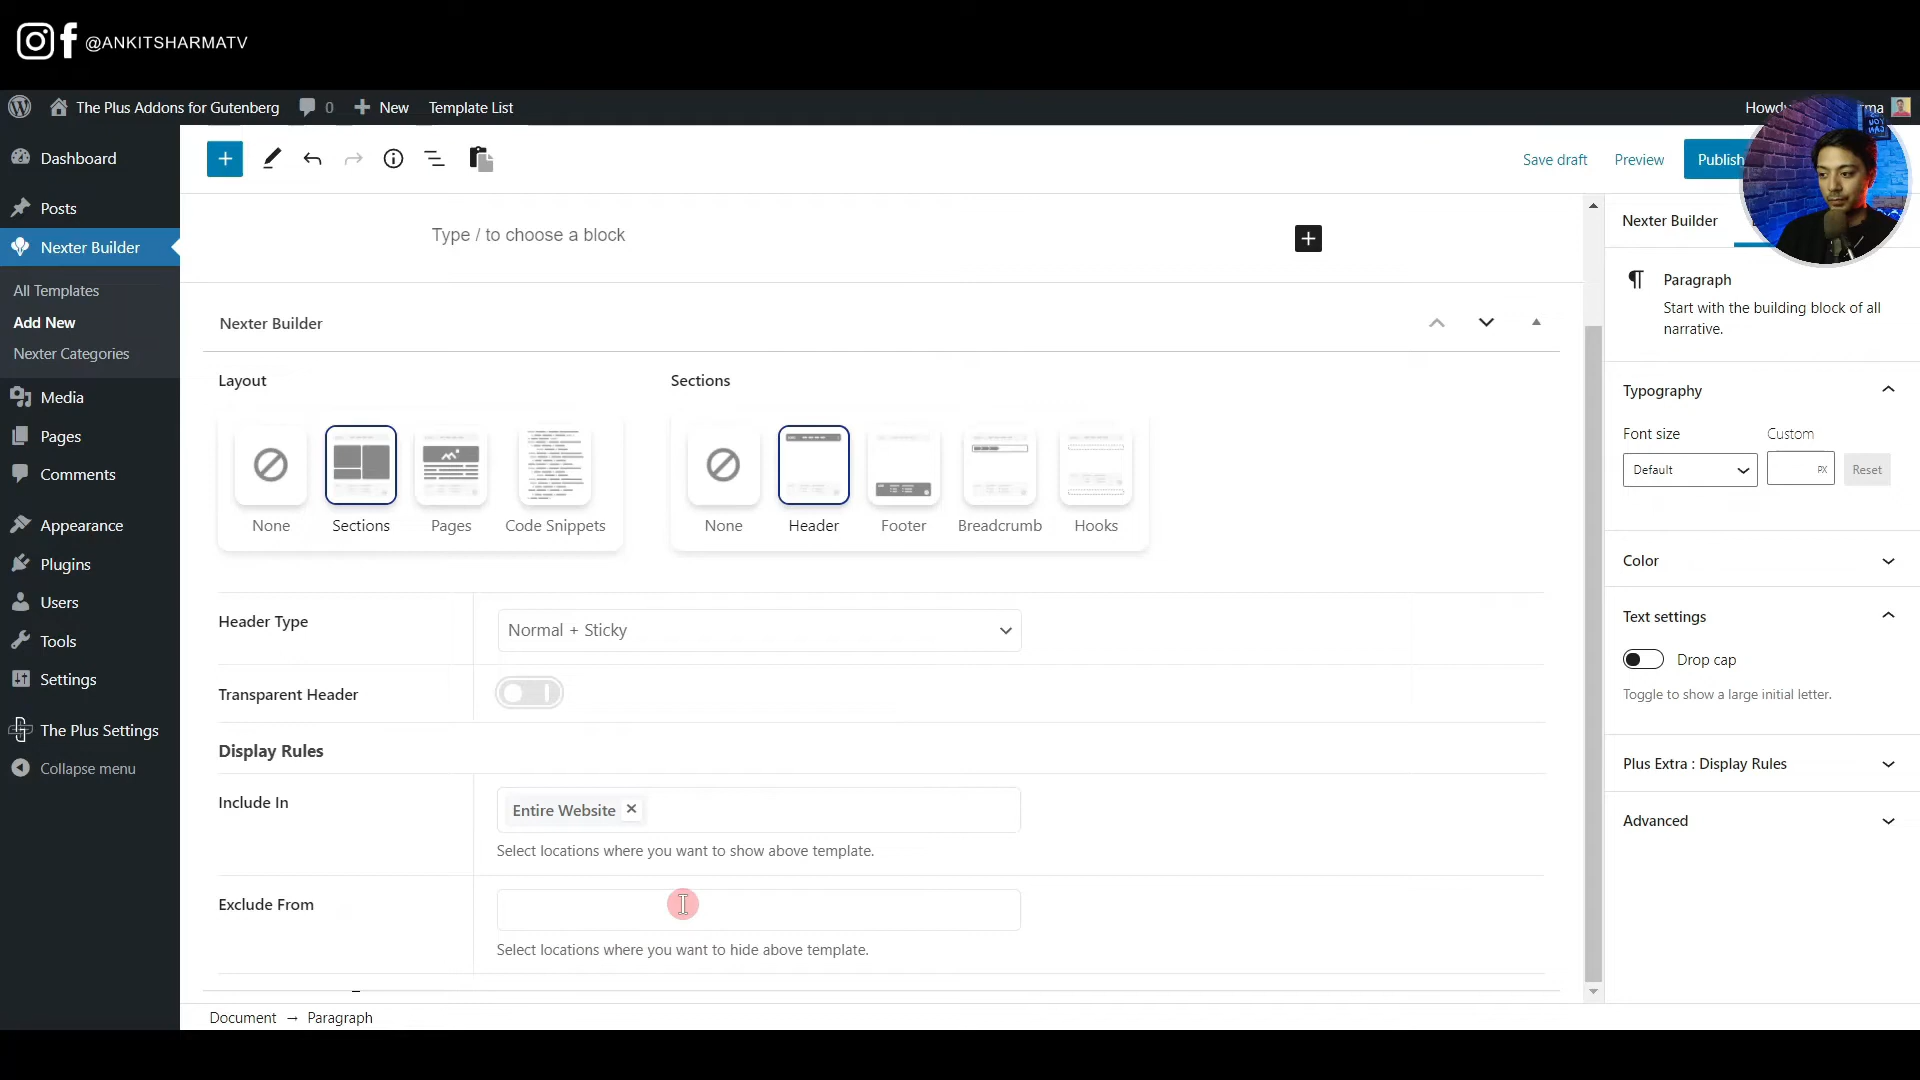 @ANKITSHARMATV
The Plus Addons for Gutenberg
0
New
Template List
Howdy
ma
Dashboard
Posts
Nexter Builder
All Templates
Add New
Nexter Categories
Media
Pages
Comments
Appearance
Plugins
Users
Tools
Settings
The Plus Settings
Collapse menu
Save draft
Preview
Publish
Type / to choose a block
Nexter Builder
Layout
None
Sections
Pages
Code Snippets
Sections
None
Header
Footer
Breadcrumb
Hooks
Header Type
Normal + Sticky
Transparent Header
Display Rules
Include In
Entire Website ×
Select locations where you want to show above template.
Exclude From
Select locations where you want to hide above template.
Document → Paragraph
Nexter Builder
Paragraph
Start with the building block of all
narrative.
Typography
Font size
Custom
Default
PX
Reset
Color
Text settings
Drop cap
Toggle to show a large initial letter.
Plus Extra : Display Rules
Advanced